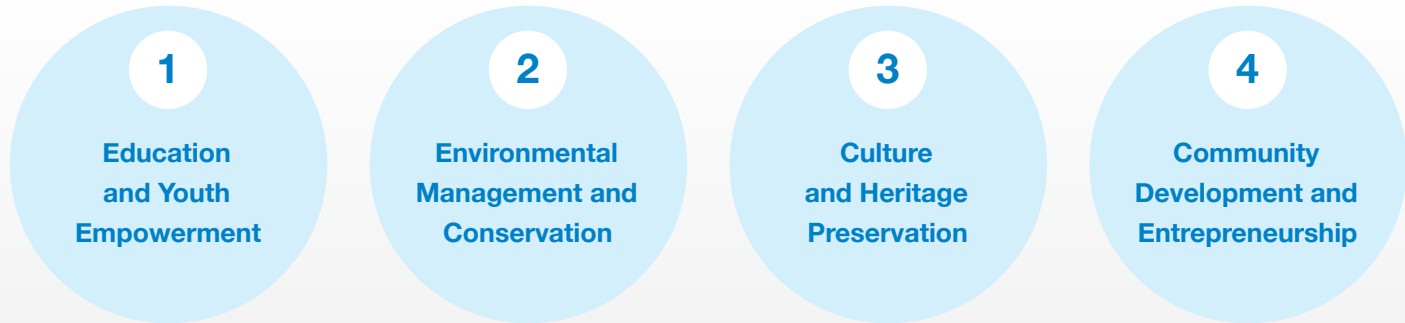 1
Education
and Youth
Empowerment
2
Environmental
Management and
Conservation
3
Culture
and Heritage
Preservation
4
Community
Development and
Entrepreneurship